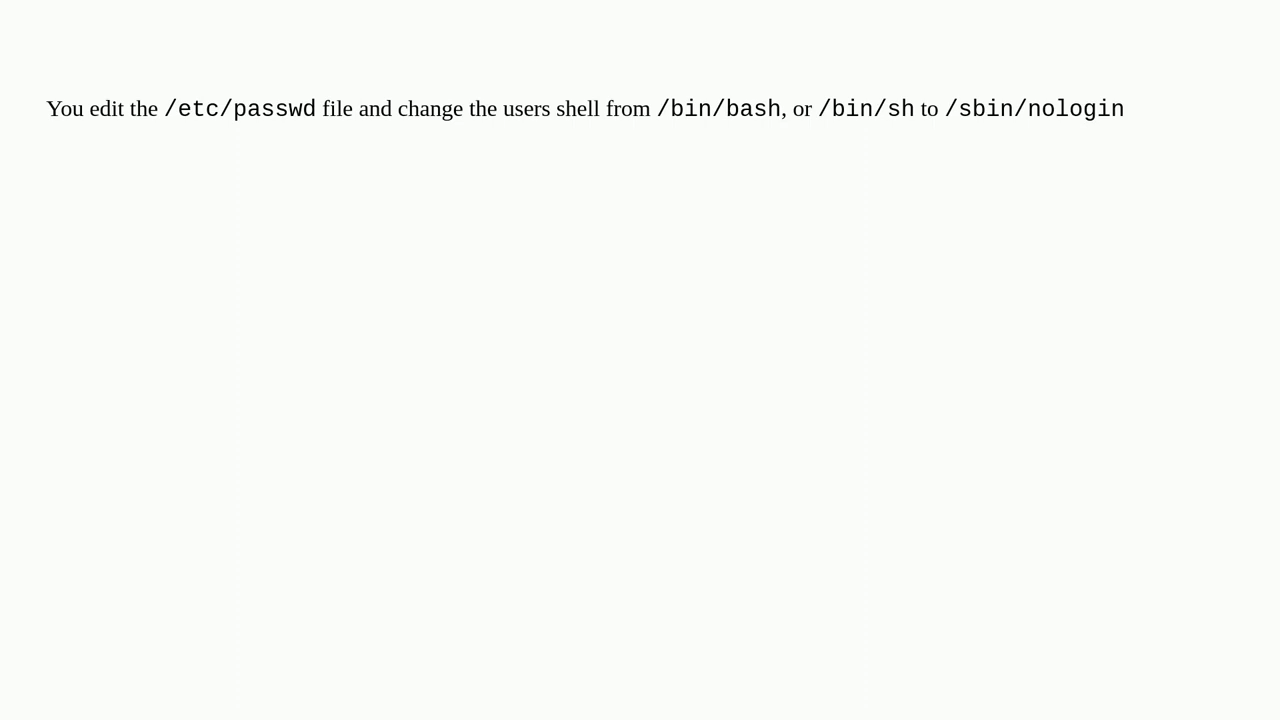 You edit the /etc/passwd file and change the users shell from /bin/bash, or /bin/sh to /sbin/nologin